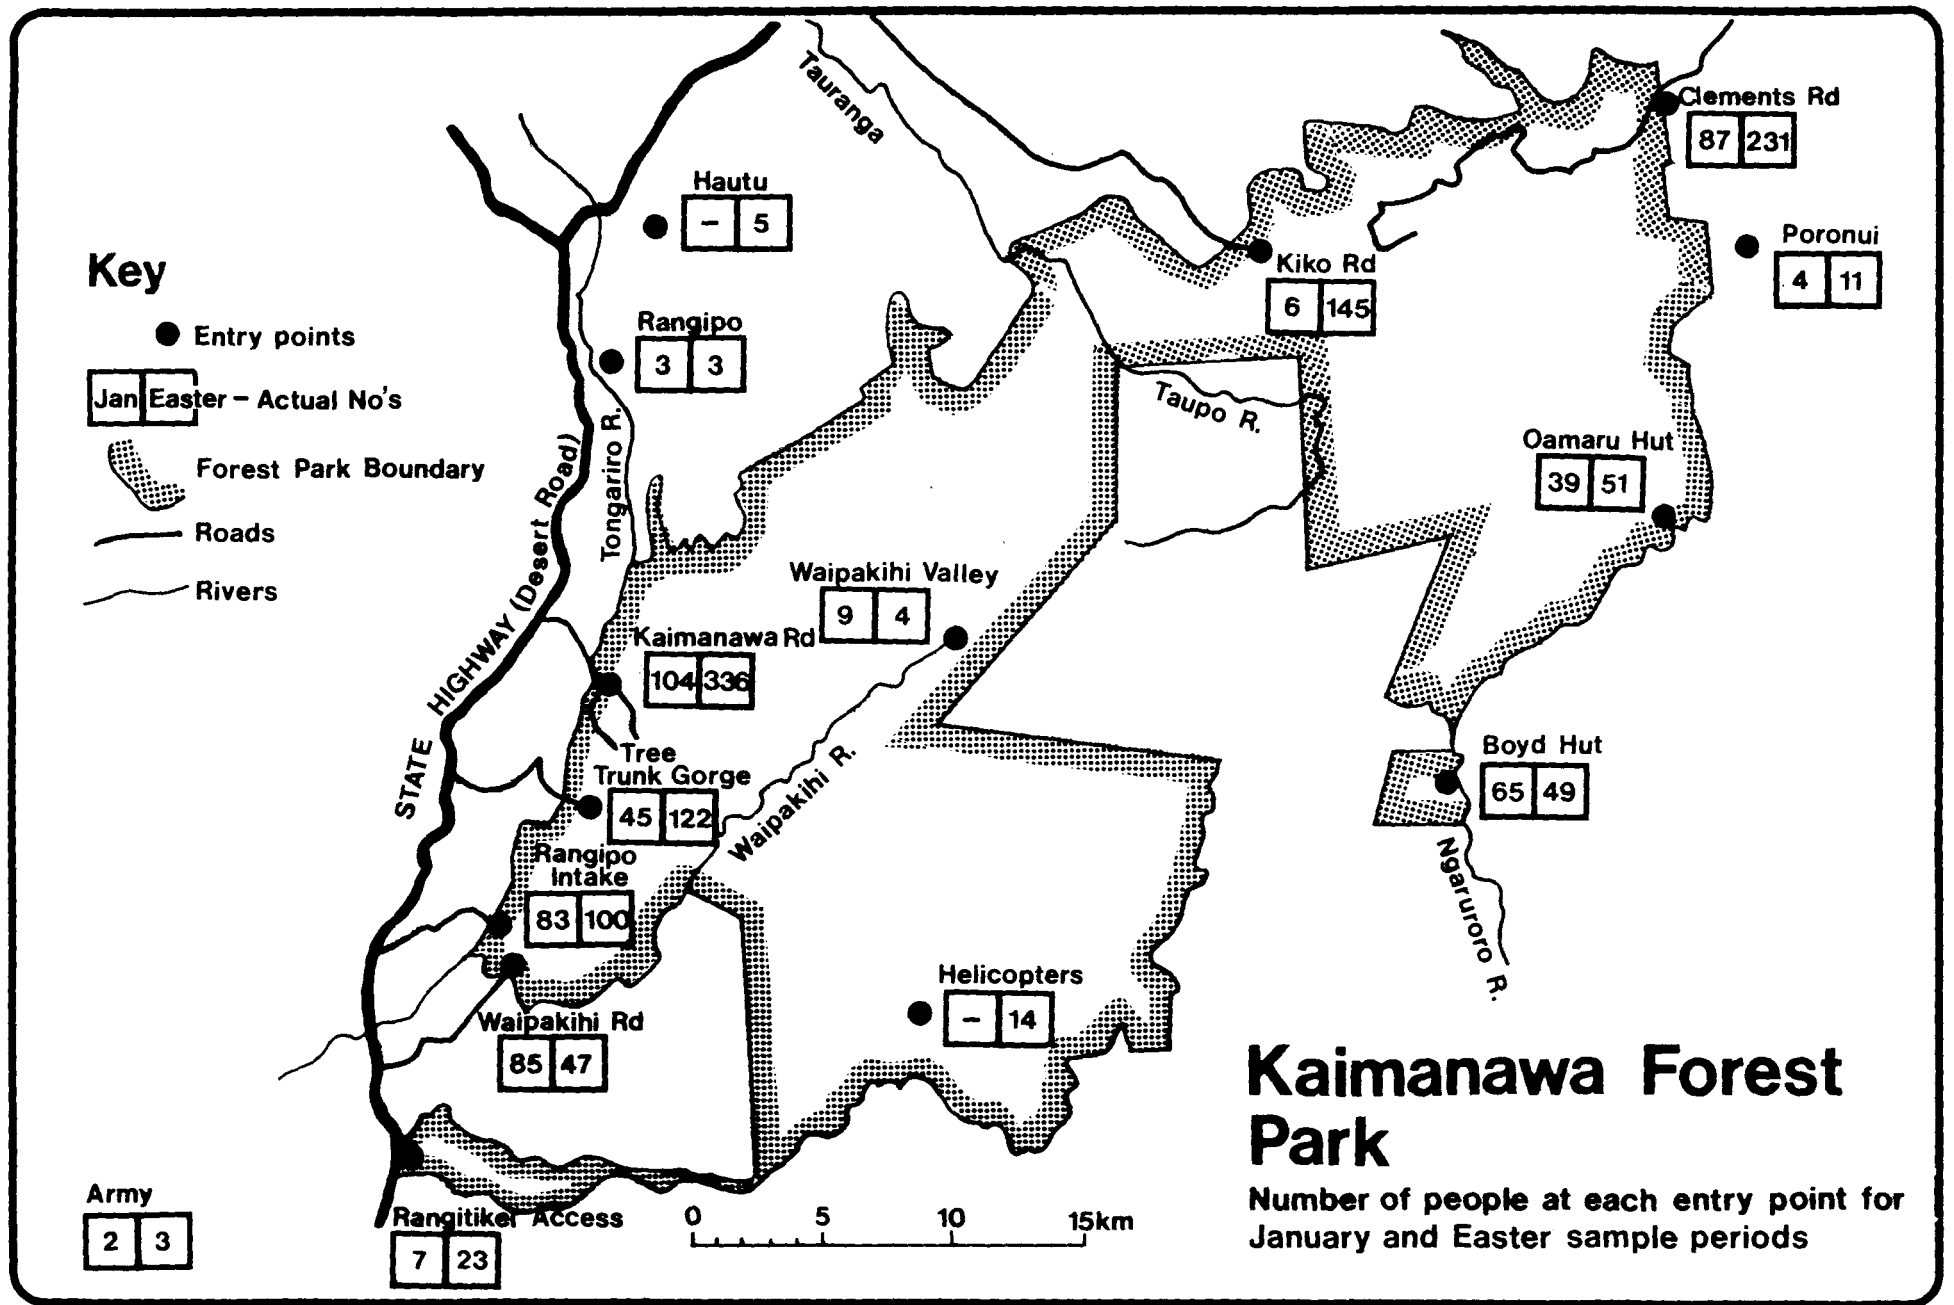 Tauranga
Clements Rd
87 231
Hautu
– 5
Poronui
4 11
Kiko Rd
6 145
Key
Entry points
Jan Easter – Actual No's
Forest Park Boundary
Roads
Rivers
Rangipo
3 3
Tongariro R.
STATE HIGHWAY (Desert Road)
Taupo R.
Oamaru Hut
39 51
Waipakihi Valley
9 4
Kaimanawa Rd
104 336
Tree
Trunk Gorge
45 122
Waipakihi R.
Boyd Hut
65 49
Ngaruroro R.
Rangipo
Intake
83 100
Helicopters
– 14
Waipakihi Rd
85 47
Kaimanawa Forest
Park
Number of people at each entry point for
January and Easter sample periods
Army
2 3
Rangitikei Access
7 23
0 5 10 15km